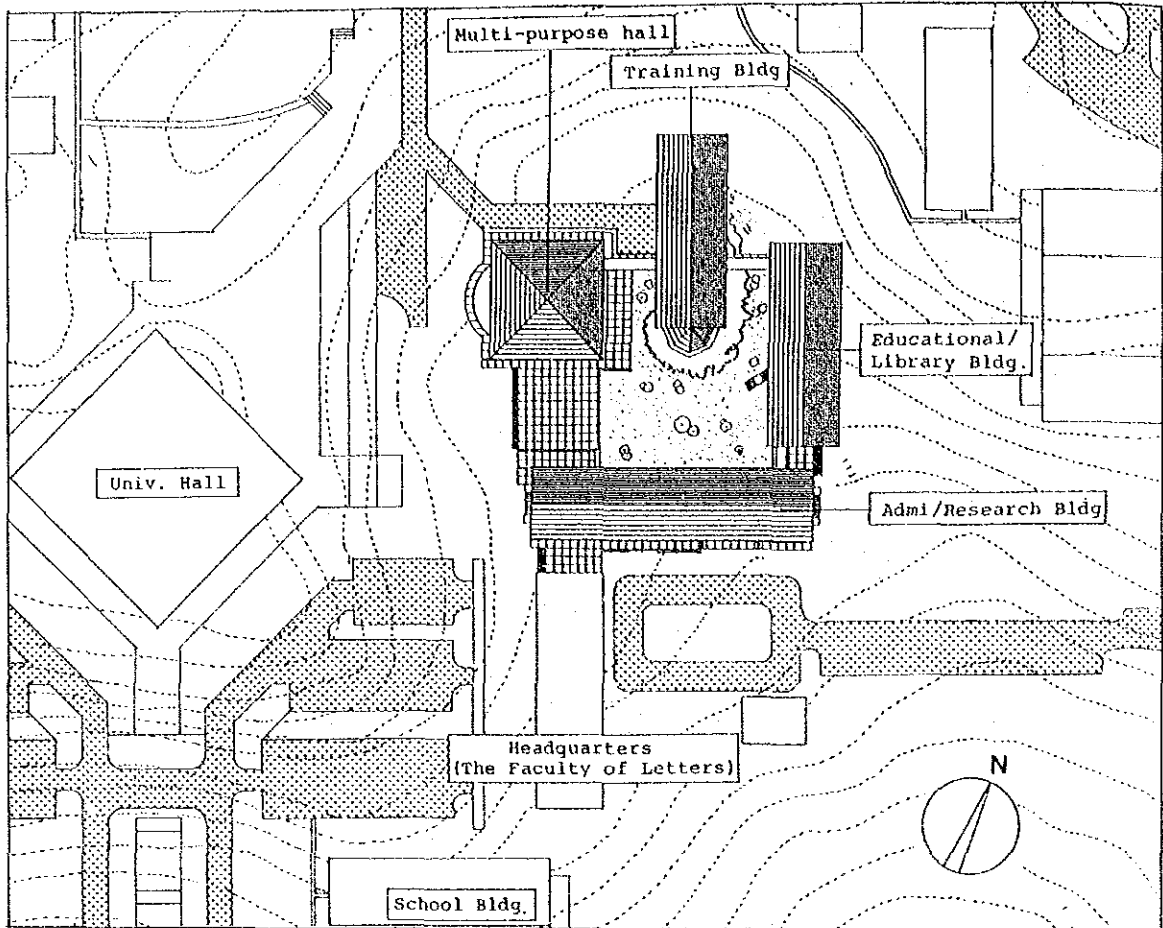 Multi-purpose hall
Training Bldg
Educational/
Library Bldg.
Univ. Hall
Admi/Research Bldg
Headquarters
(The Faculty of Letters)
N
School Bldg.